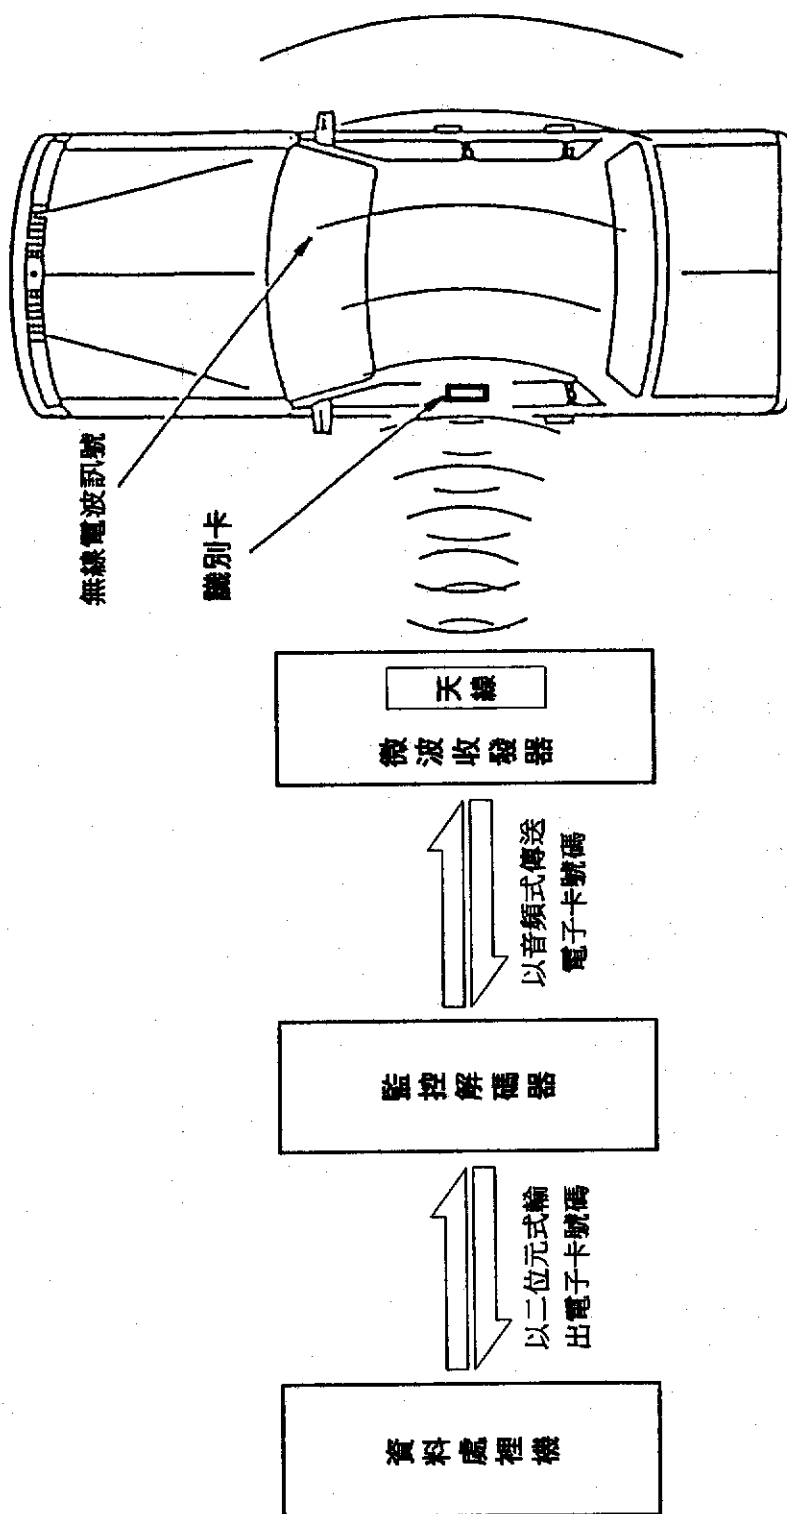 無線電波訊號
識別卡
天線
微波收發器
以音頻式傳送
電子卡號碼
監控解碼器
以二位元式輸
出電子卡號碼
資料處裡機